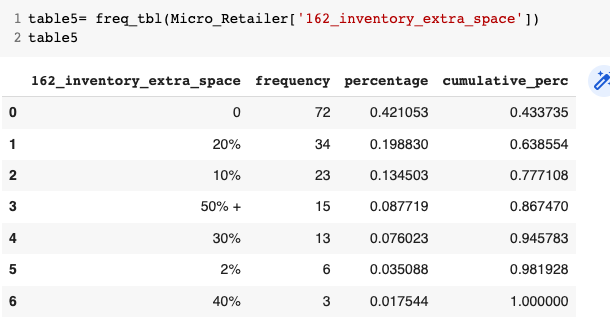 1 table5= freq_tbl(Micro_Retailer['162_inventory_extra_space'])
2 table5
162_inventory_extra_space frequency percentage cumulative_perc
0 0 72 0.421053 0.433735
1 20% 34 0.198830 0.638554
2 10% 23 0.134503 0.777108
3 50% + 15 0.087719 0.867470
4 30% 13 0.076023 0.945783
5 2% 6 0.035088 0.981928
6 40% 3 0.017544 1.000000